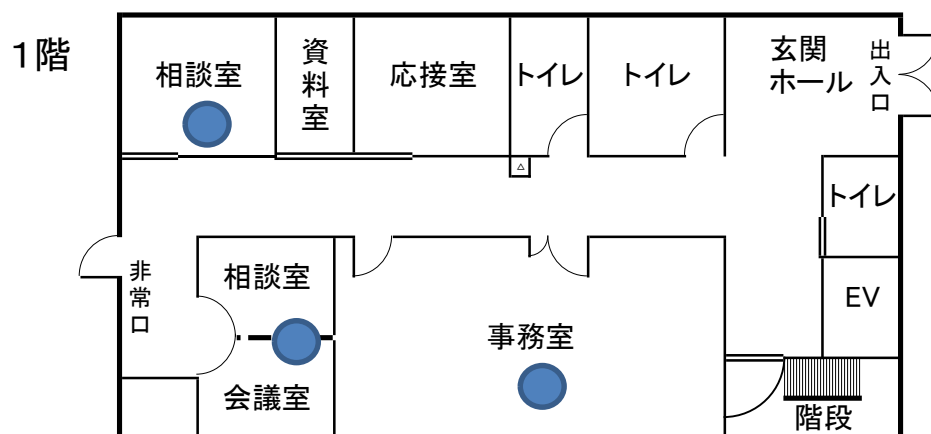 1階
相談室
資料室
応接室
トイレ
トイレ
玄関
ホール
出入口
トイレ
非常口
相談室
EV
事務室
会議室
階段